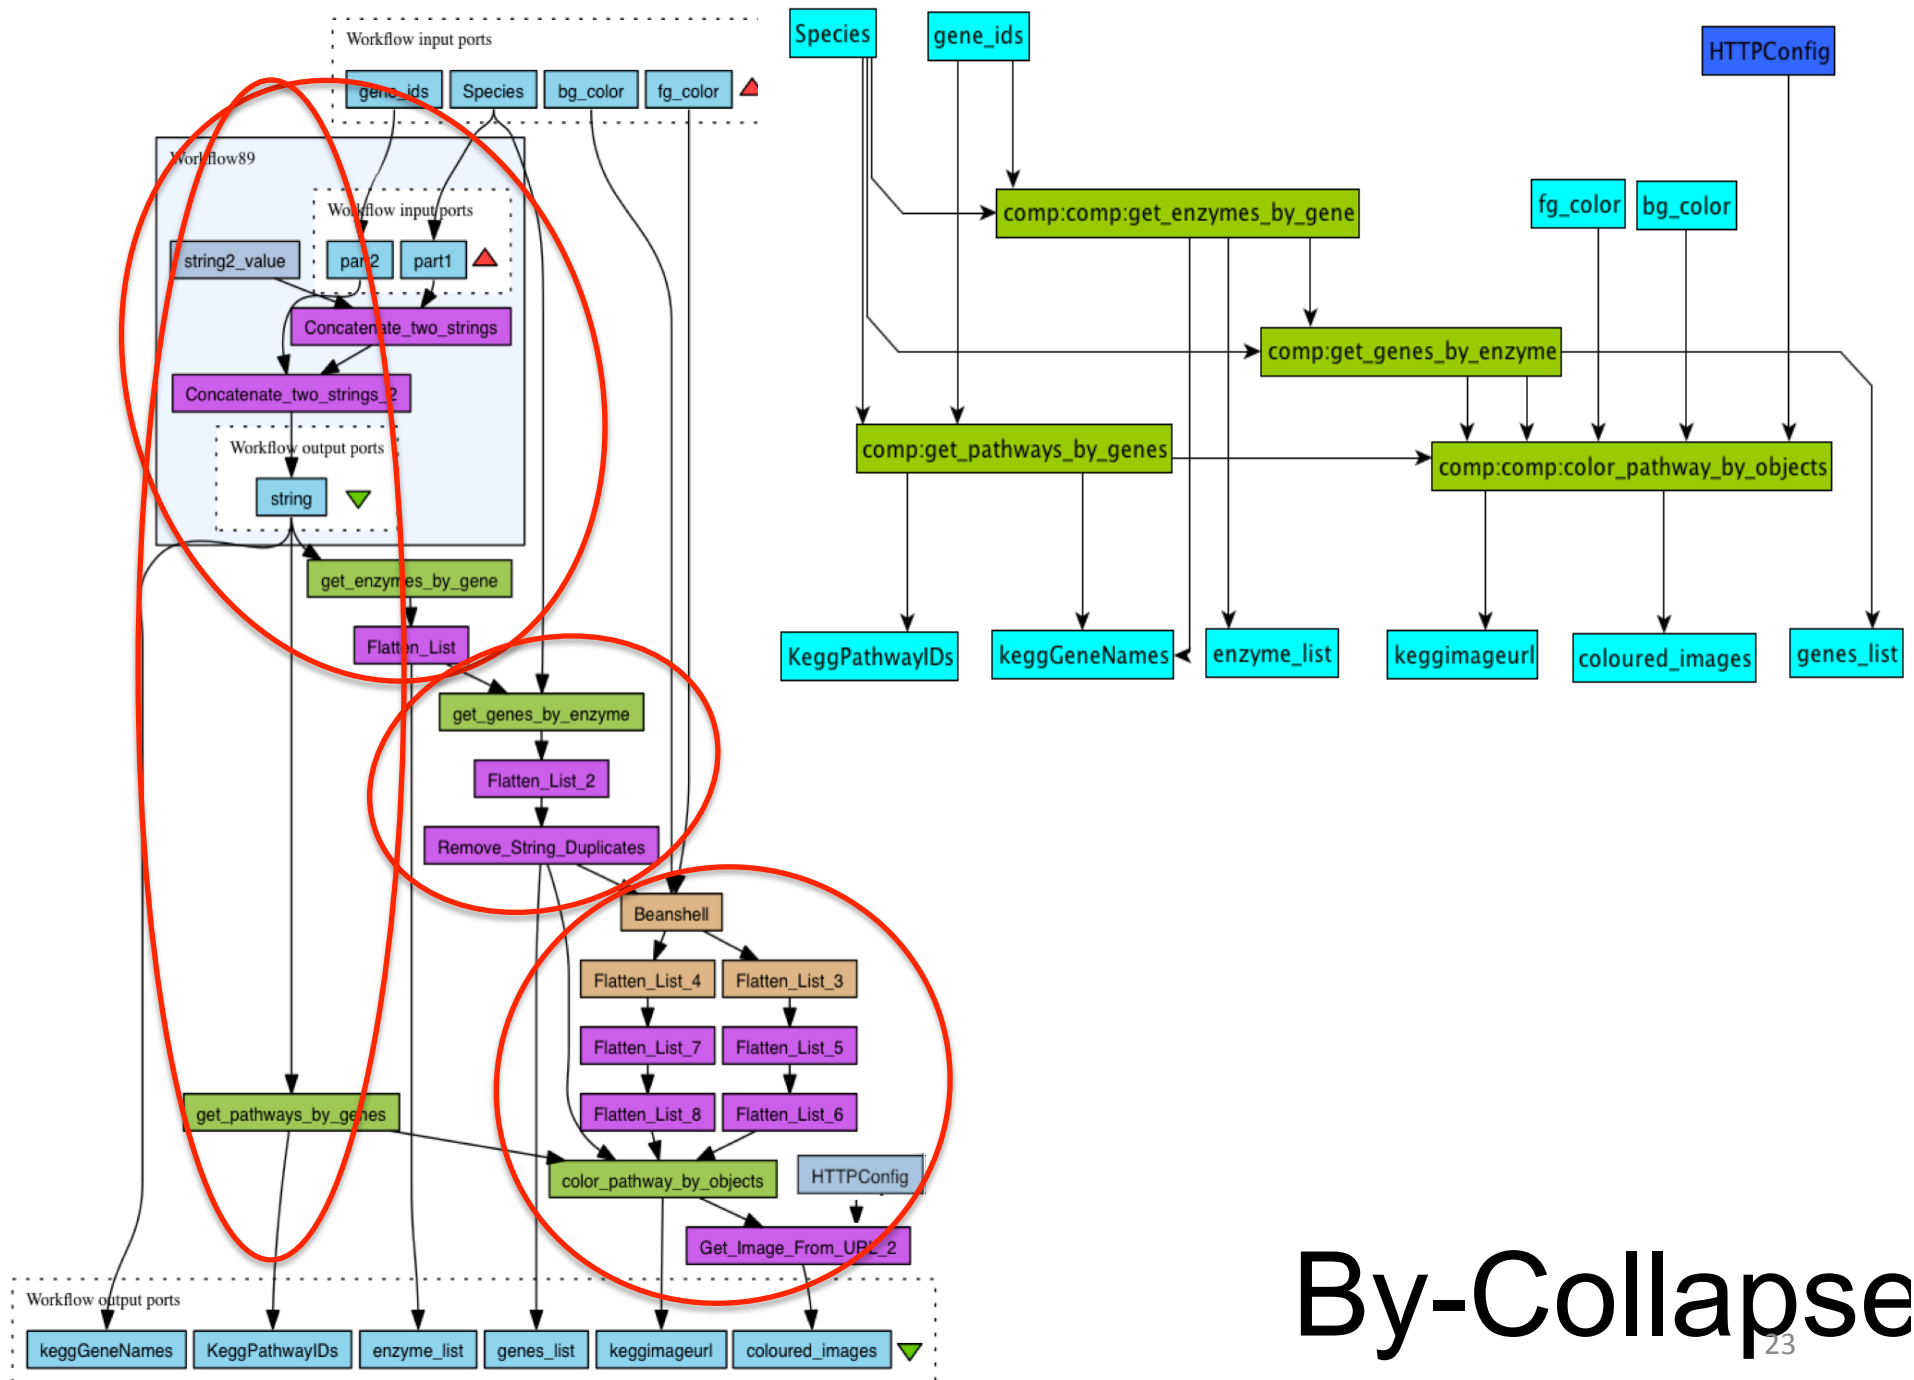 Workflow input ports
gene_ids
Species
bg_color
fg_color
Workflow89
Workflow input ports
string2_value
part2
part1
Concatenate_two_strings
Concatenate_two_strings_2
Workflow output ports
string
get_enzymes_by_gene
Flatten_List
get_genes_by_enzyme
Flatten_List_2
Remove_String_Duplicates
Beanshell
Flatten_List_4
Flatten_List_3
Flatten_List_7
Flatten_List_5
Flatten_List_8
Flatten_List_6
get_pathways_by_genes
color_pathway_by_objects
HTTPConfig
Get_Image_From_URL_2
Workflow output ports
keggGeneNames
KeggPathwayIDs
enzyme_list
genes_list
keggimageurl
coloured_images
Species
gene_ids
HTTPConfig
comp:comp:get_enzymes_by_gene
fg_color
bg_color
comp:get_genes_by_enzyme
comp:get_pathways_by_genes
comp:comp:color_pathway_by_objects
KeggPathwayIDs
keggGeneNames
enzyme_list
keggimageurl
coloured_images
genes_list
By-Collapse
23